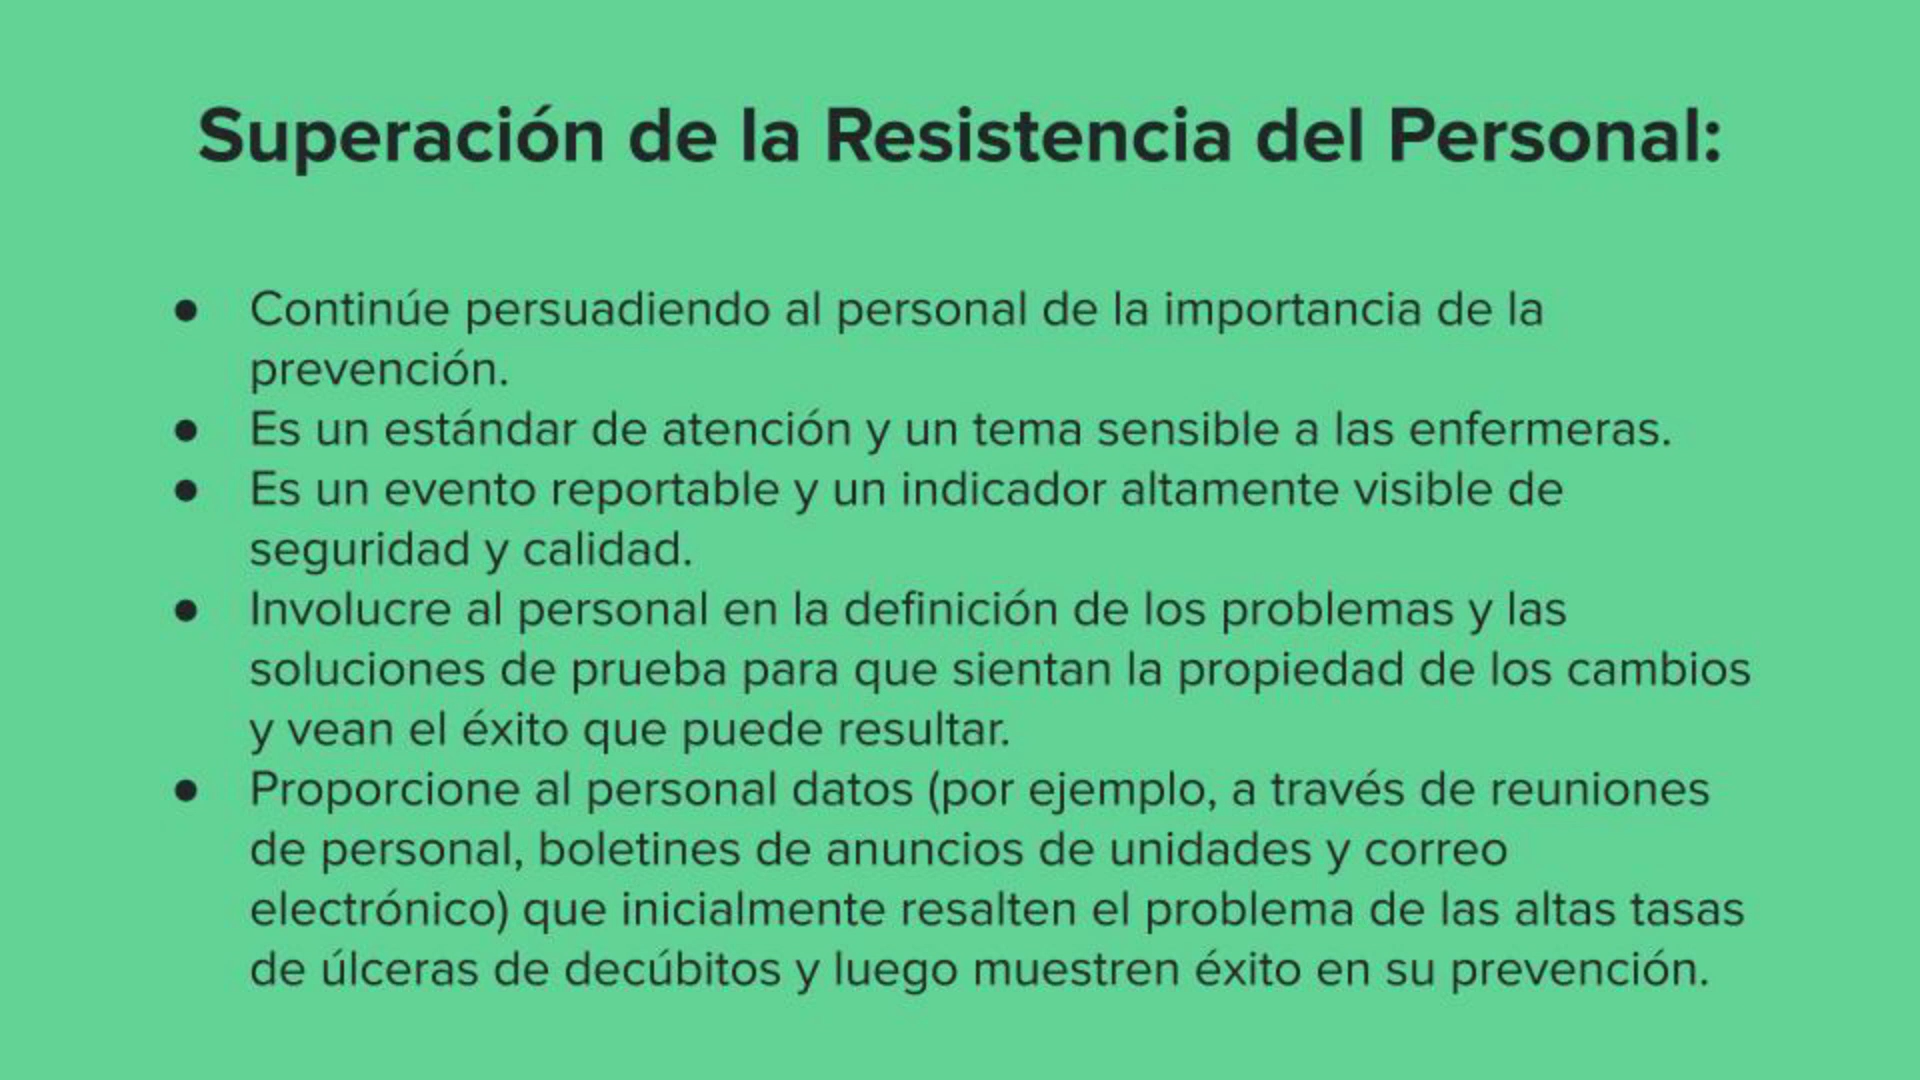 Superación de la Resistencia del Personal:
● Continúe persuadiendo al personal de la importancia de la
prevención.
● Es un estándar de atención y un tema sensible a las enfermeras.
● Es un evento reportable y un indicador altamente visible de
seguridad y calidad.
● Involucre al personal en la definición de los problemas y las
soluciones de prueba para que sientan la propiedad de los cambios
y vean el éxito que puede resultar.
● Proporcione al personal datos (por ejemplo, a través de reuniones
de personal, boletines de anuncios de unidades y correo
electrónico) que inicialmente resalten el problema de las altas tasas
de úlceras de decúbitos y luego muestren éxito en su prevención.